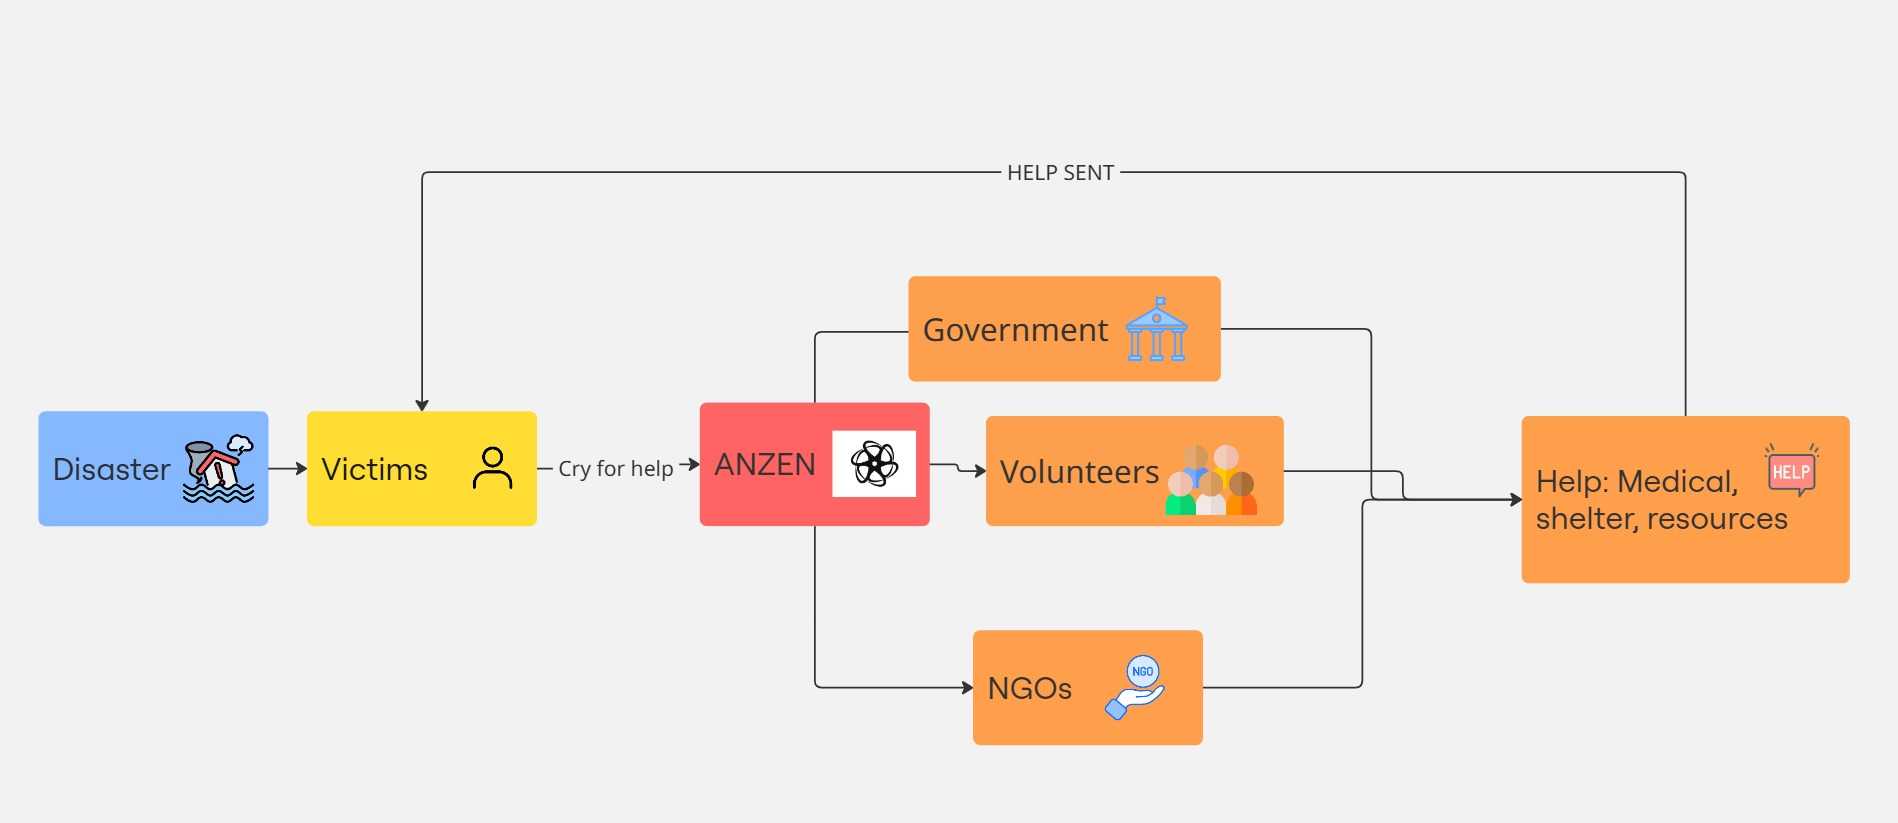 HELP SENT
Government
Disaster
Victims
Cry for help
ANZEN
Volunteers
Help: Medical,
shelter, resources
HELP
NGOs
NGO